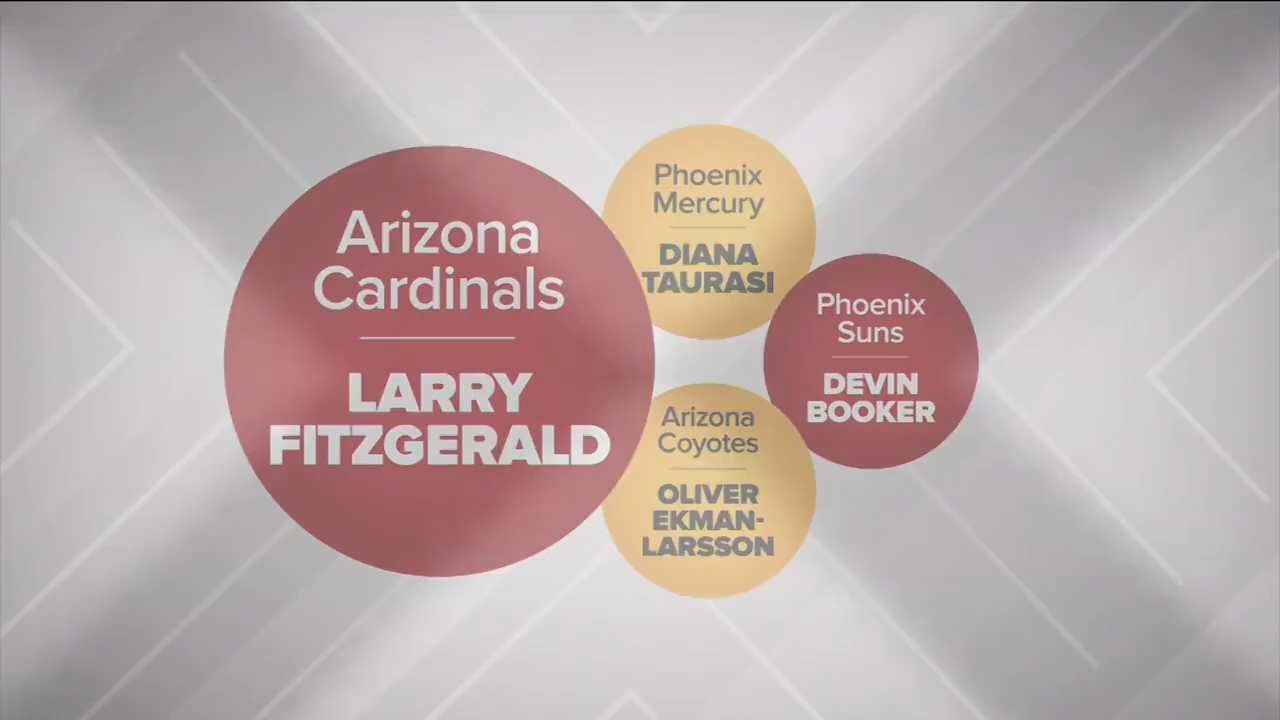 Arizona
Cardinals
LARRY
FITZGERALD
Phoenix
Mercury
DIANA
TAURASI
Phoenix
Suns
DEVIN
BOOKER
Arizona
Coyotes
OLIVER
EKMAN-
LARSSON